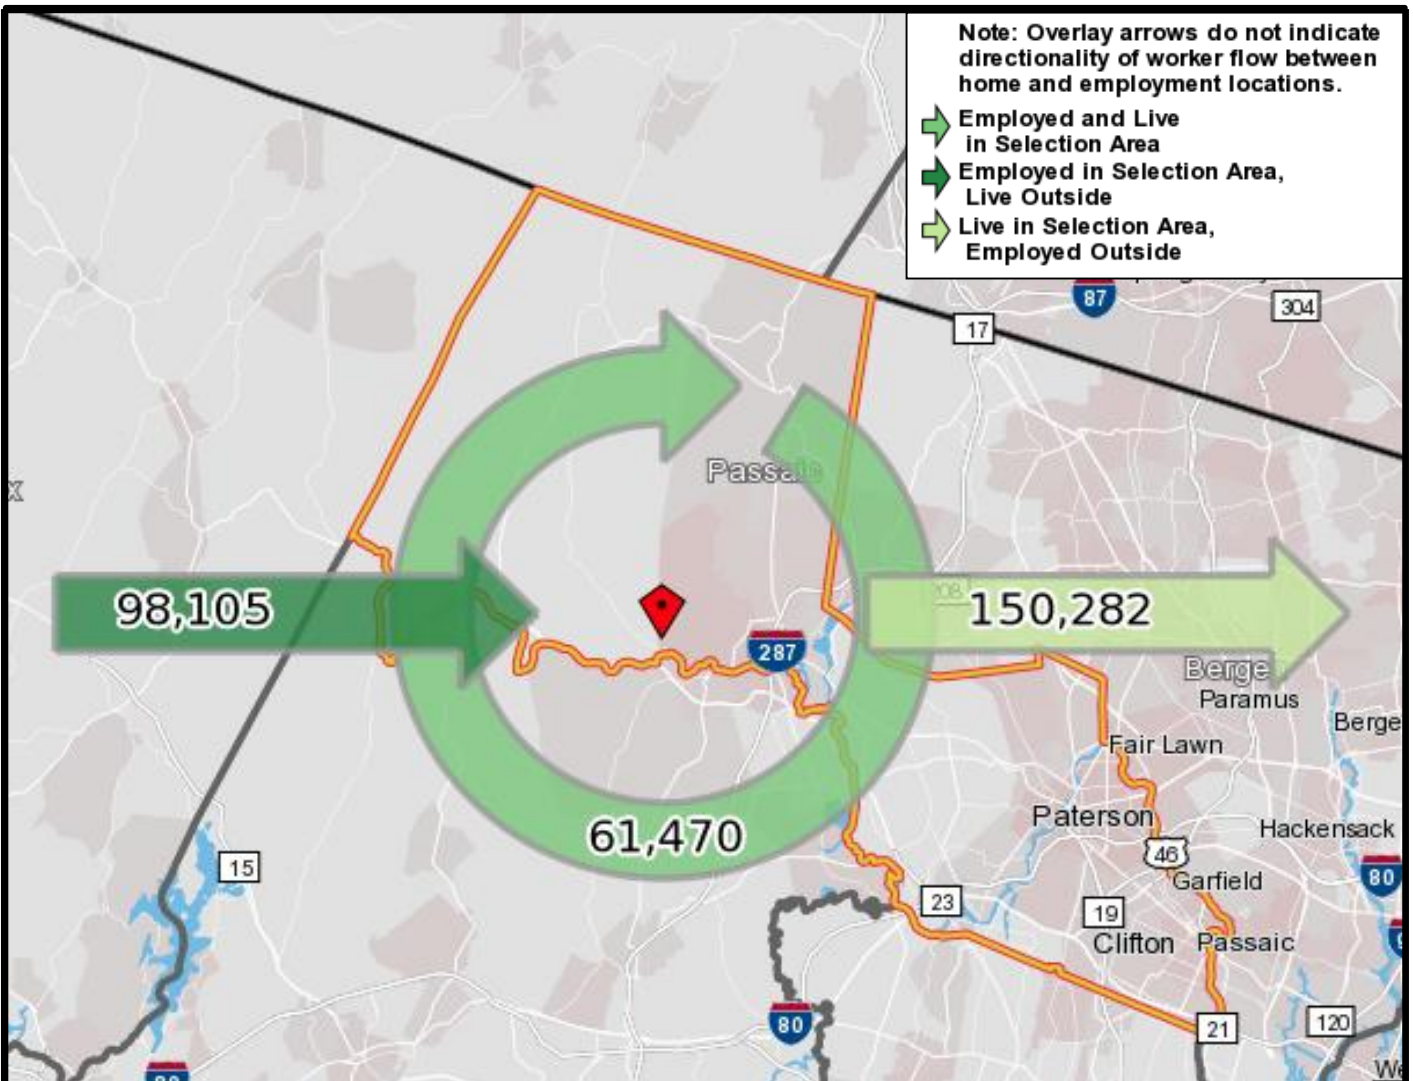 Note: Overlay arrows do not indicate
directionality of worker flow between
home and employment locations.
Employed and Live
in Selection Area
Employed in Selection Area,
Live Outside
Live in Selection Area,
Employed Outside
87
304
17
Passaic
x
98,105
150,282
287
Berge
Paramus
Berge
Fair Lawn
Paterson
61,470
Hackensack
46
15
80
Garfield
23
19
Clifton
Passaic
80
21
120
We